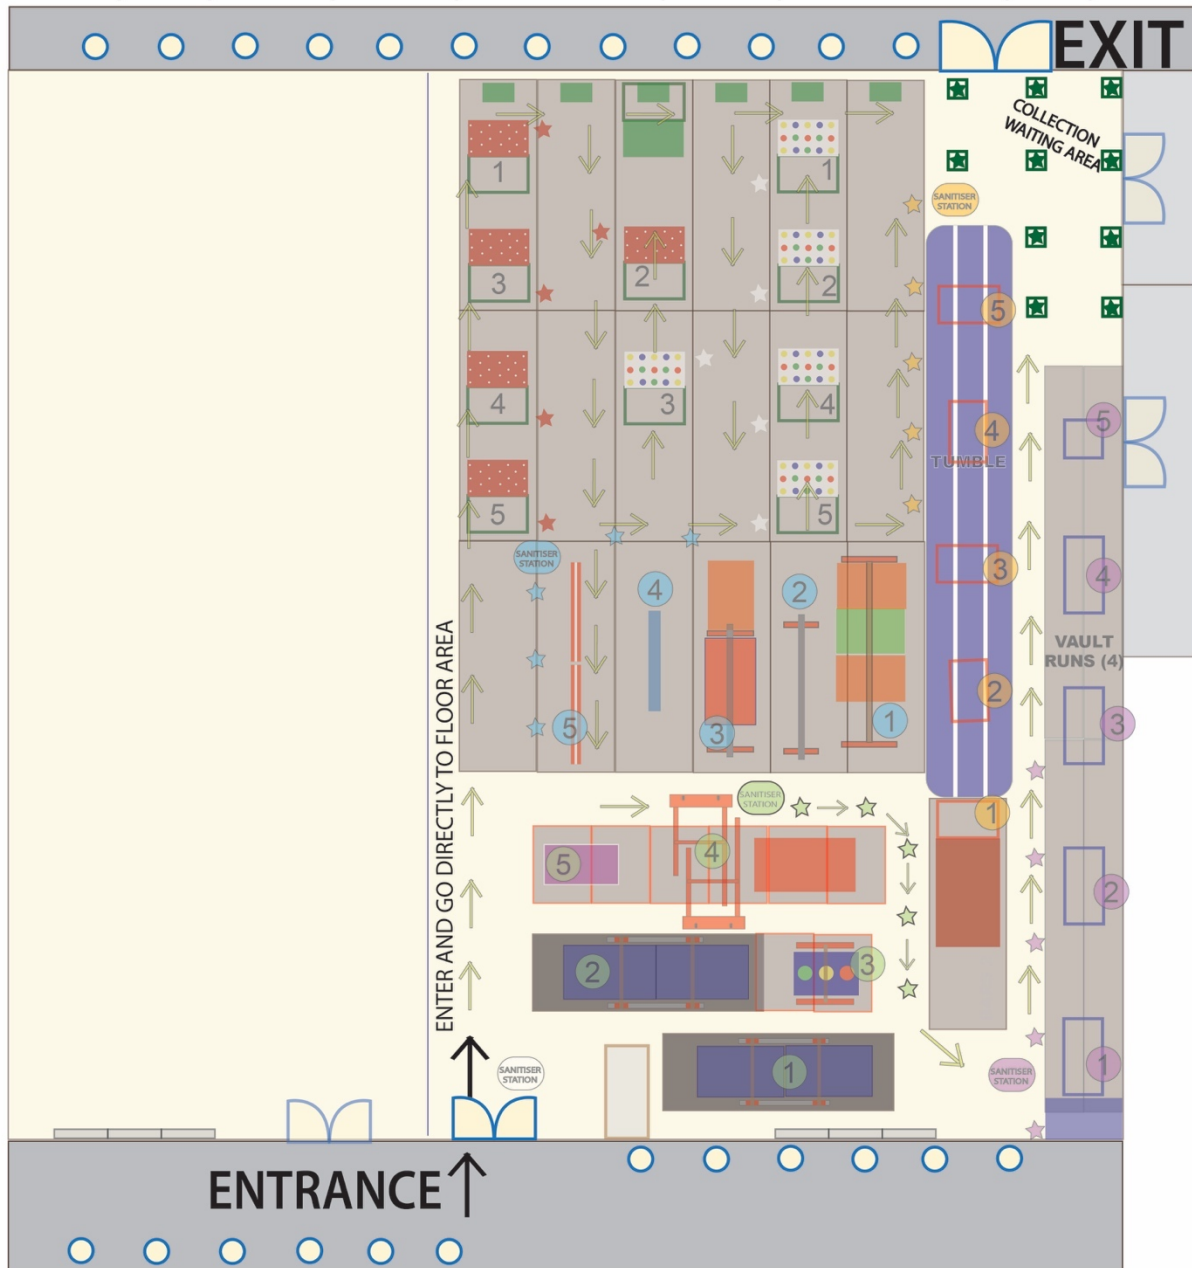 EXIT
COLLECTION
WAITING AREA
SANITISER
STATION
1
1
3
2
2
5
4
3
4
4
TUMBLE
5
5
5
SANITISER
STATION
3
4
4
2
VAULT
RUNS (4)
2
5
3
1
3
ENTER AND GO DIRECTLY TO FLOOR AREA
SANITISER
STATION
1
5
4
2
2
3
SANITISER
STATION
1
SANITISER
STATION
1
ENTRANCE